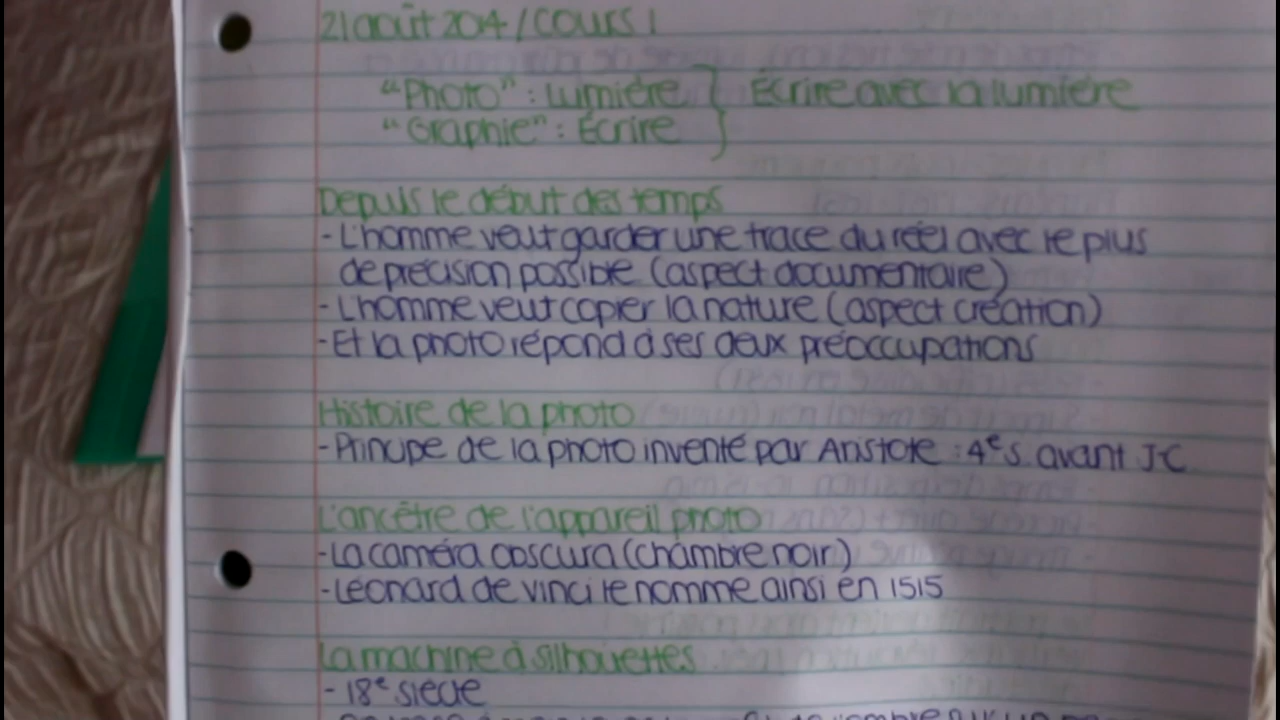 21 août 2014 / COURS 1
"Photo" : Lumière } Écrire avec la lumière
"Graphie" : Écrire
Depuis le début des temps
- L'homme veut garder une trace du réel avec le plus
de précision possible (aspect documentaire)
- L'homme veut copier la nature (aspect création)
- Et la photo répond à ses deux préoccupations
Histoire de la photo
- Principe de la photo inventé par Aristote : 4e s. avant J-C
L'ancêtre de l'appareil photo
- La caméra obscura (chambre noir)
- Léonard de vinci le nomme ainsi en 1515
La machine à silhouettes
- 18e siècle